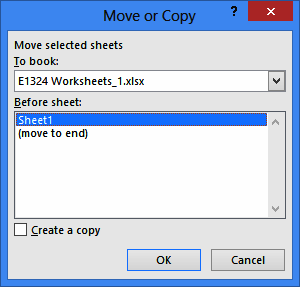 Move or Copy
?
Move selected sheets
To book:
E1324 Worksheets_1.xlsx
Before sheet:
Sheet1
(move to end)
Create a copy
OK
Cancel